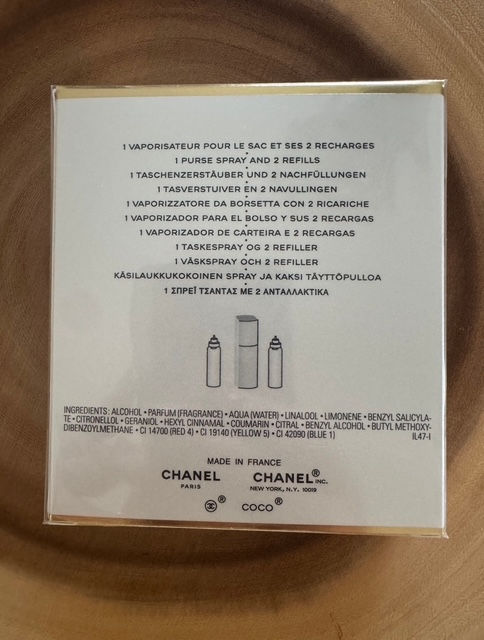 1 VAPORISATEUR POUR LE SAC ET SES 2 RECHARGES
1 PURSE SPRAY AND 2 REFILLS
1 TASCHENZERSTÄUBER UND 2 NACHFÜLLUNGEN
1 TASVERSTUIVER EN 2 NAVULLINGEN
1 VAPORIZZATORE DA BORSETTA CON 2 RICARICHE
1 VAPORIZADOR PARA EL BOLSO Y SUS 2 RECARGAS
1 VAPORIZADOR DE CARTEIRA E 2 RECARGAS
1 TASKESPRAY OG 2 REFILLER
1 VÄSKSPRAY OCH 2 REFILLER
KÄSILAUKKUKOKOINEN SPRAY JA KAKSI TÄYTTÖPULLOA
1 ΣΠΡΕΪ ΤΣΑΝΤΑΣ ΜΕ 2 ΑΝΤΑΛΛΑΚΤΙΚΑ
INGREDIENTS: ALCOHOL • PARFUM (FRAGRANCE) • AQUA (WATER) • LINALOOL • LIMONENE • BENZYL SALICYLA-
TE • CITRONELLOL • GERANIOL • HEXYL CINNAMAL • COUMARIN • CITRAL • BENZYL ALCOHOL • BUTYL METHOXY-
DIBENZOYLMETHANE • CI 14700 (RED 4) • CI 19140 (YELLOW 5) • CI 42090 (BLUE 1) IL47-I
MADE IN FRANCE
CHANEL CHANEL® INC.
PARIS NEW YORK, N.Y. 10019
® COCO®